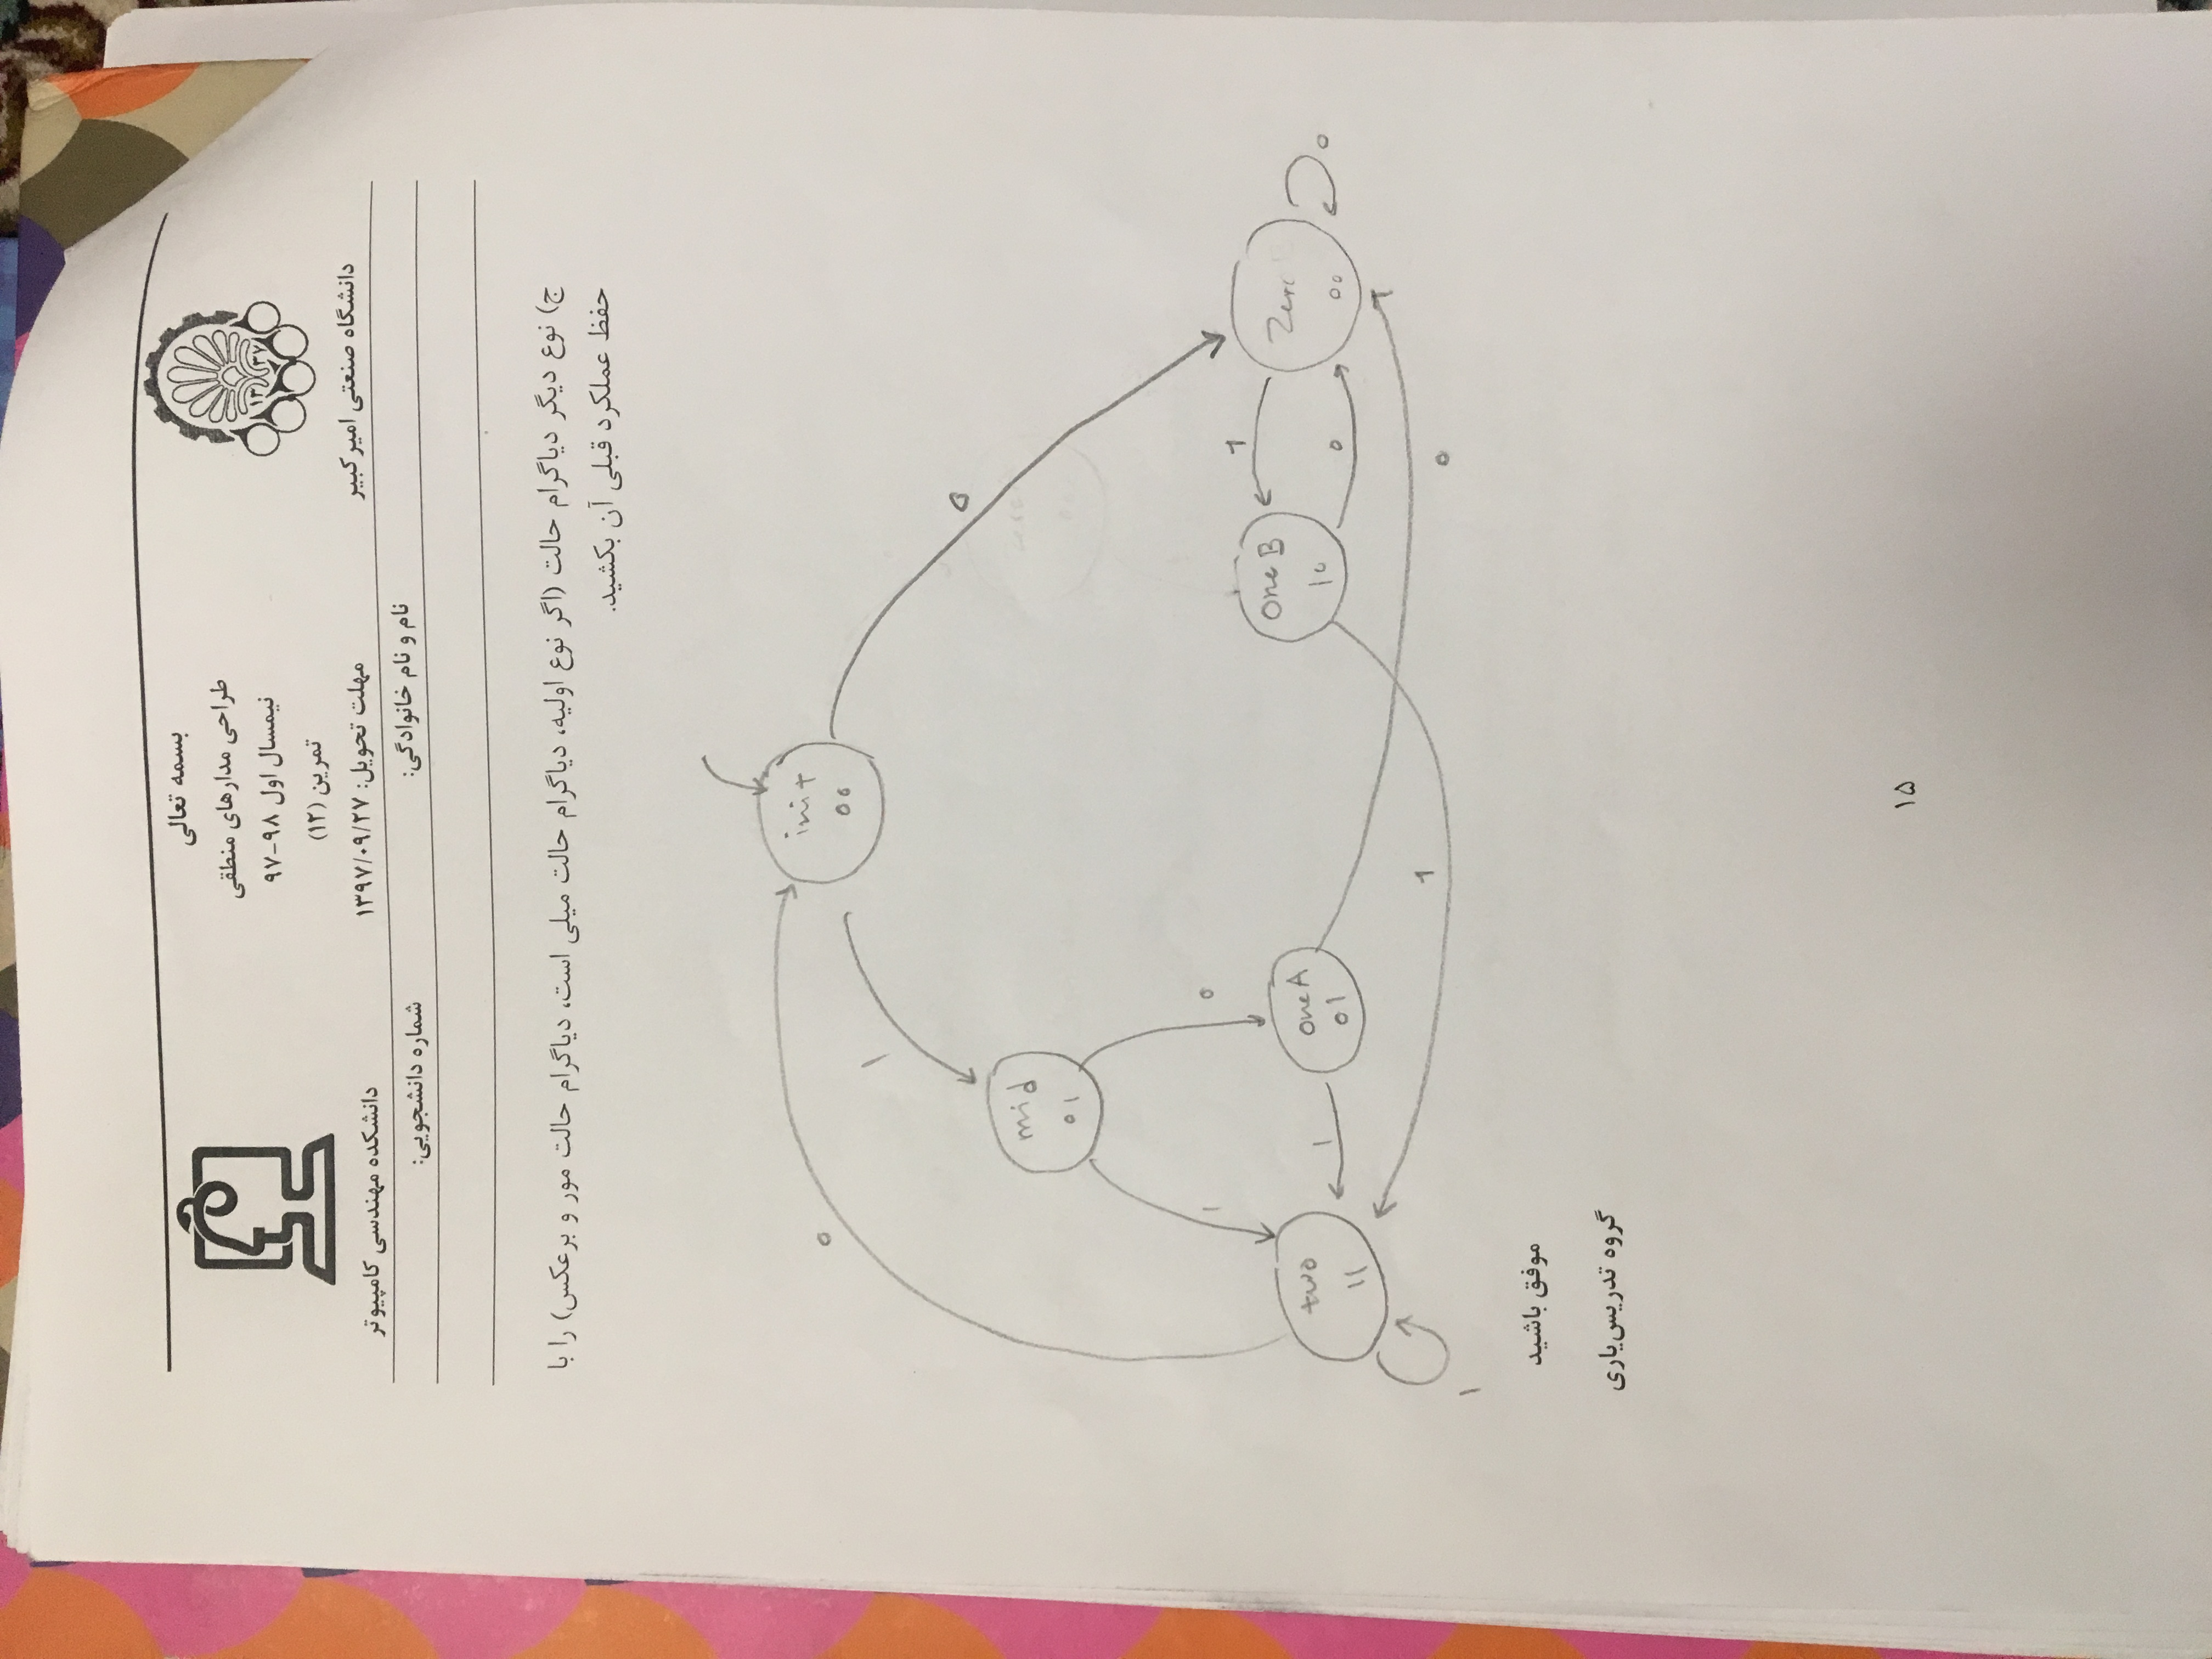 بسمه تعالی
طراحی مدارهای منطقی
نیمسال اول ۹۸-۹۷
تمرین (۱۲)
مهلت تحویل: ۱۳۹۷/۰۹/۲۷
۱۳ ۳۷
دانشگاه صنعتی امیرکبیر
دانشکده مهندسی کامپیوتر
نام و نام خانوادگی:
شماره دانشجویی:
ج) نوع دیگر دیاگرام حالت (اگر نوع اولیه، دیاگرام حالت میلی است، دیاگرام حالت مور و برعکس) را با
حفظ عملکرد قبلی آن بکشید.
init
00
0
1
0
mid
01
1
0
two
11
1
one A
01
one B
10
1
0
Zero
00
0
1
1
0
موفق باشید
گروه تدریس‌یاری
۱۵